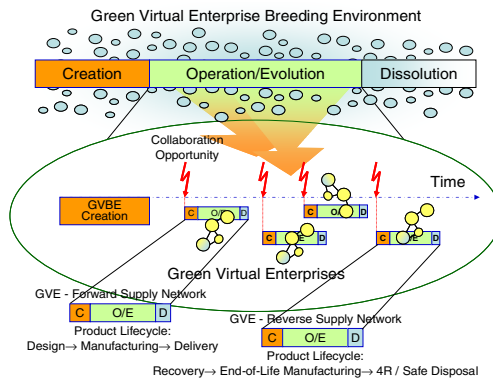 Green Virtual Enterprise Breeding Environment
Creation Operation/Evolution Dissolution
Collaboration
Opportunity
Time
GVBE
Creation
C O/E D
C O/E D
C O/E D
C O/E D
Green Virtual Enterprises
GVE - Forward Supply Network
C O/E D
Product Lifecycle:
Design→ Manufacturing→ Delivery
GVE - Reverse Supply Network
C O/E D
Product Lifecycle:
Recovery→ End-of-Life Manufacturing→ 4R / Safe Disposal